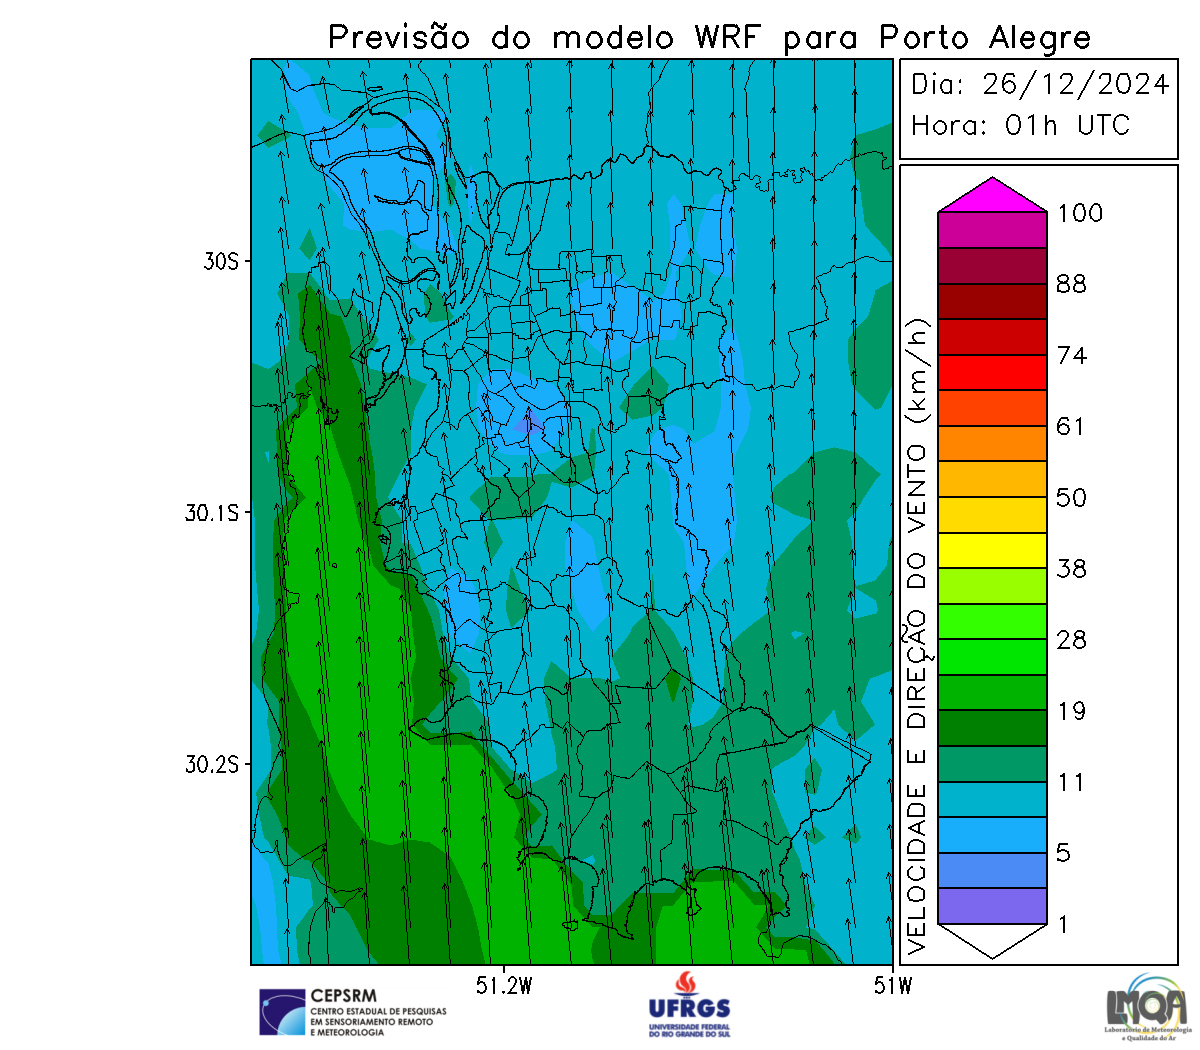 Previsão do modelo WRF para Porto Alegre
Dia: 26/12/2024
Hora: 01h UTC
30S
30.1S
30.2S
51.2W
51W
VELOCIDADE E DIREÇÃO DO VENTO (km/h)
100
88
74
61
50
38
28
19
11
5
1
CEPSRM
CENTRO ESTADUAL DE PESQUISAS
EM SENSORIAMENTO REMOTO
E METEOROLOGIA
UFRGS
UNIVERSIDADE FEDERAL
DO RIO GRANDE DO SUL
LMQA
Laboratório de Meteorologia
e Qualidade do Ar